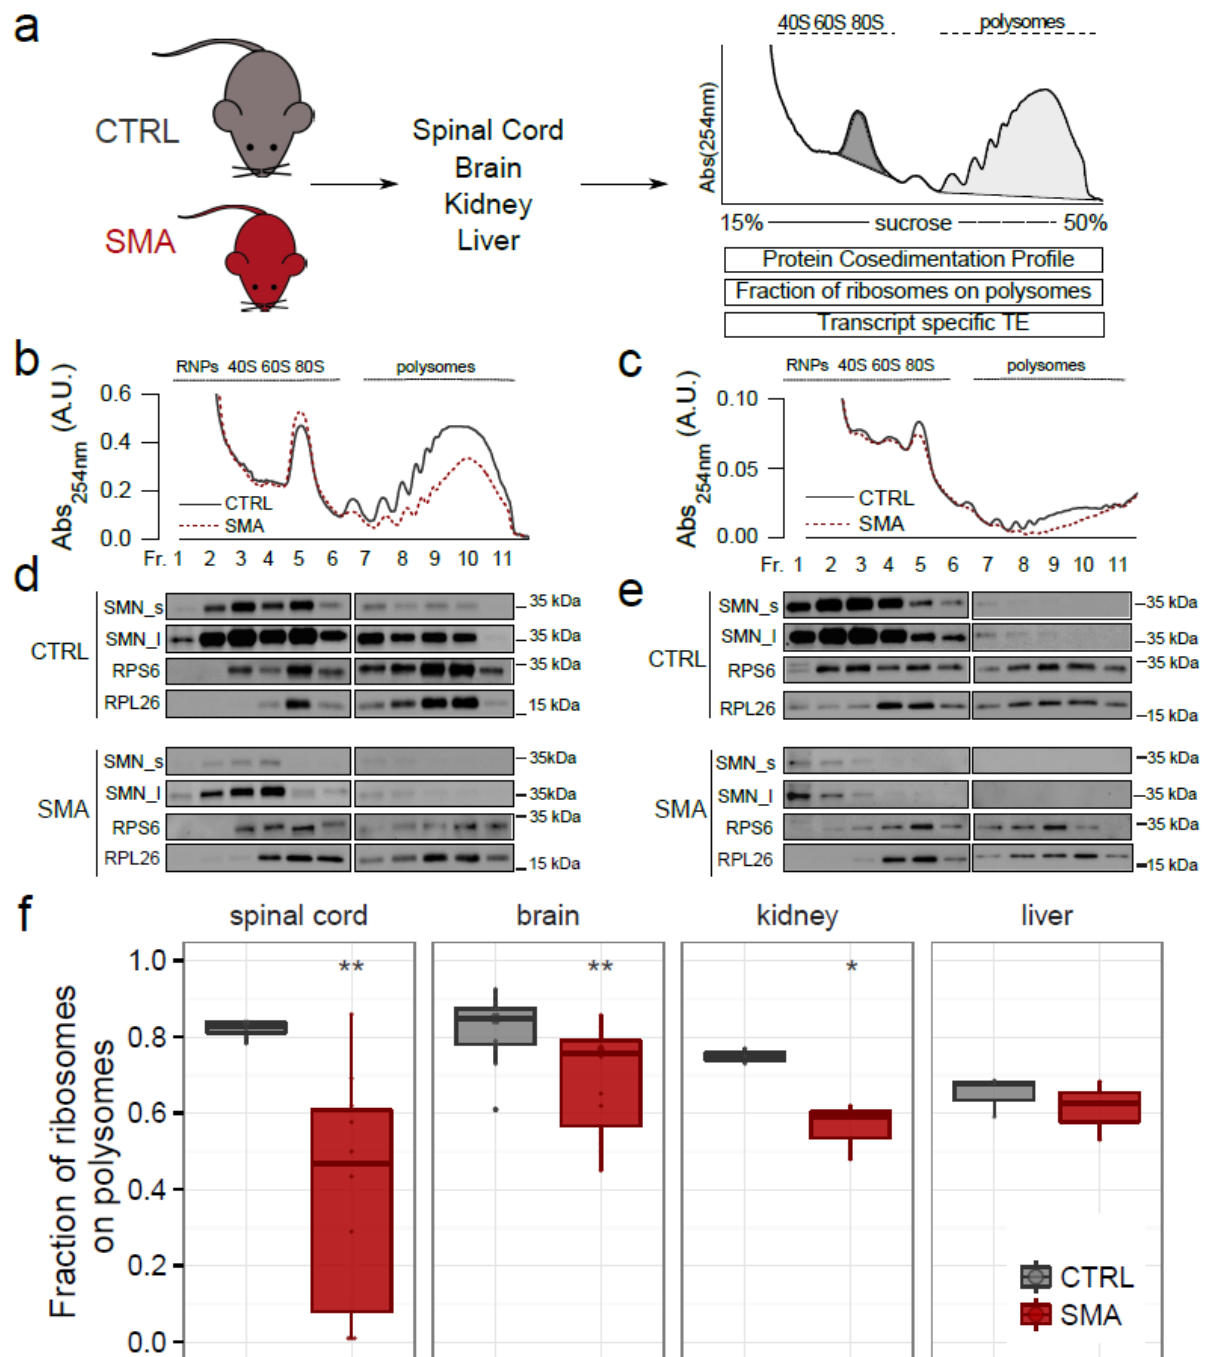 a
CTRL
SMA
Spinal Cord
Brain
Kidney
Liver
40S 60S 80S
polysomes
Abs(254nm)
15%
sucrose
50%
Protein Cosedimentation Profile
Fraction of ribosomes on polysomes
Transcript specific TE
b
RNPs 40S 60S 80S
polysomes
Abs254nm (A.U.)
0.6
0.4
0.2
0.0
CTRL
SMA
Fr. 1 2 3 4 5 6 7 8 9 10 11
c
RNPs 40S 60S 80S
polysomes
Abs254nm (A.U.)
0.10
0.05
0.00
CTRL
SMA
Fr. 1 2 3 4 5 6 7 8 9 10 11
d
CTRL
SMN_s
35 kDa
SMN_l
35 kDa
RPS6
35 kDa
RPL26
15 kDa
SMA
SMN_s
35kDa
SMN_l
35kDa
RPS6
35 kDa
RPL26
15 kDa
e
CTRL
SMN_s
35 kDa
SMN_l
35 kDa
RPS6
35 kDa
RPL26
15 kDa
SMA
SMN_s
35 kDa
SMN_l
35 kDa
RPS6
35 kDa
RPL26
15 kDa
f
spinal cord
brain
kidney
liver
Fraction of ribosomes
on polysomes
1.0
0.8
0.6
0.4
0.2
0.0
**
**
*
CTRL
SMA